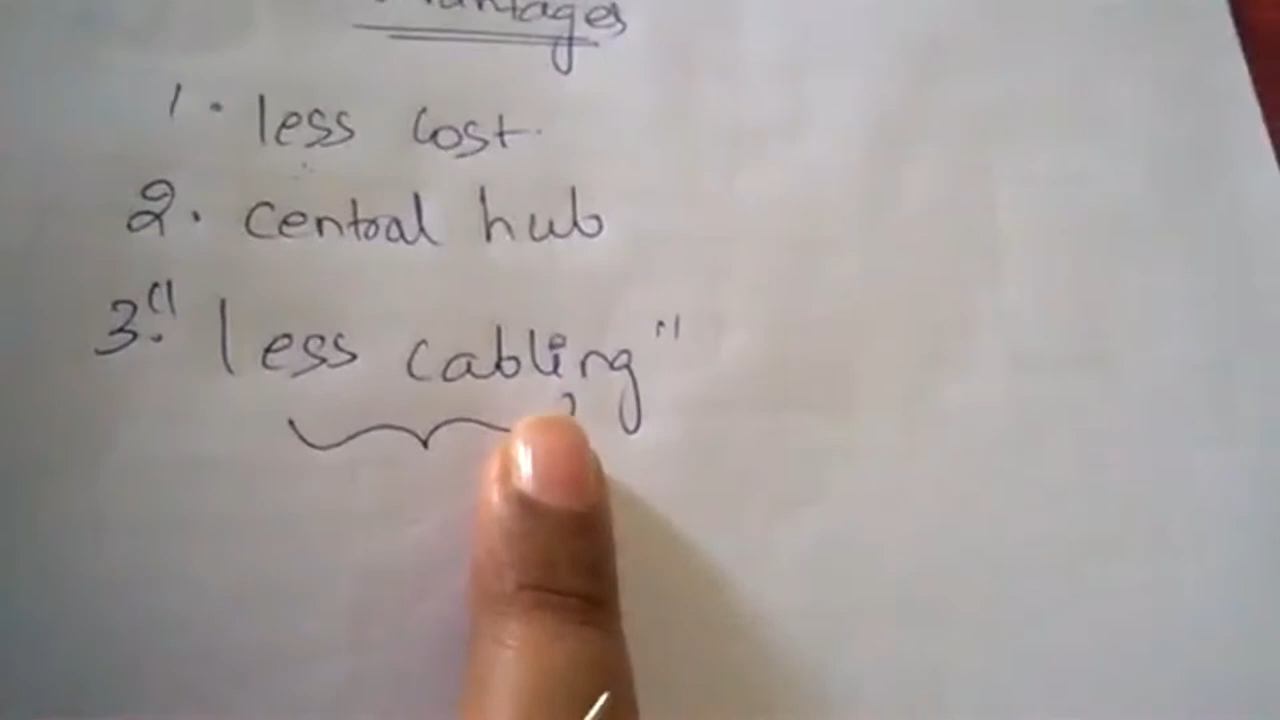 1. less cost.
2. central hub
3." less cabling"